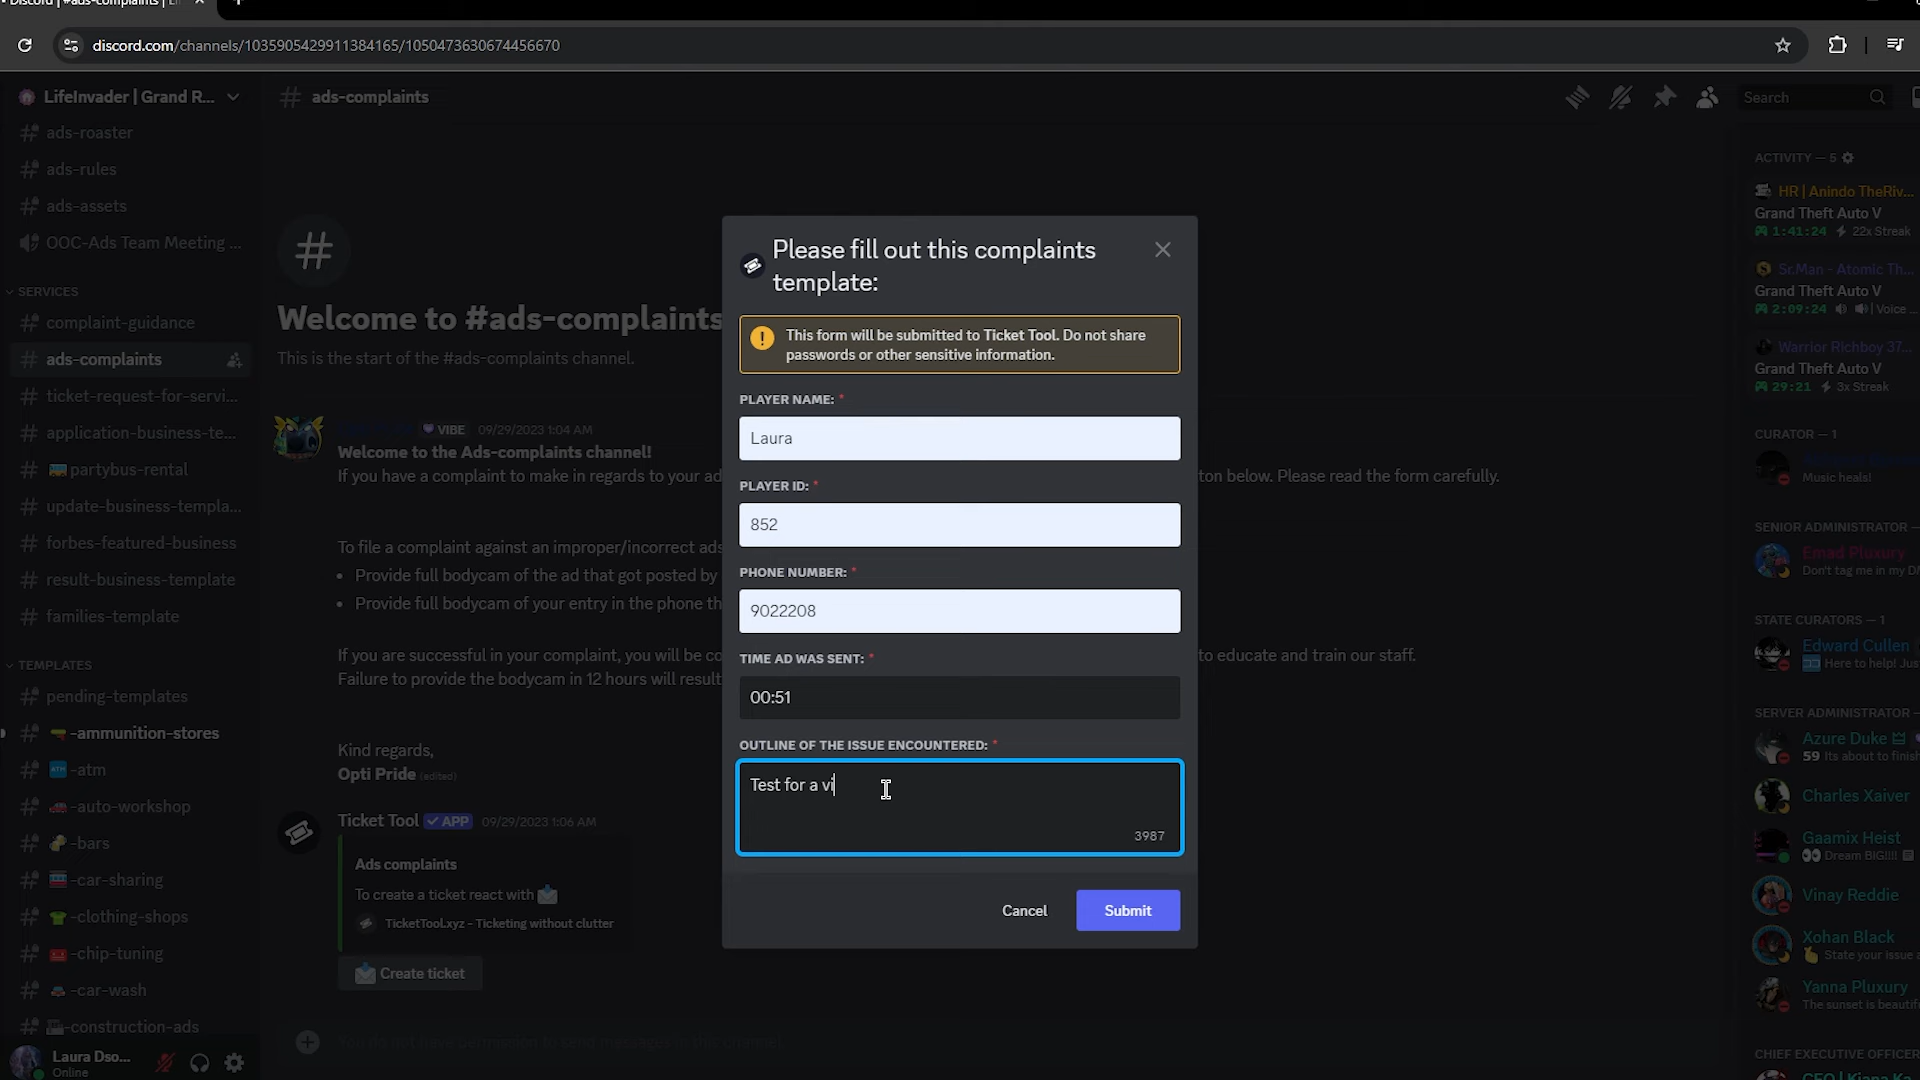 Discord | #ads-complaints |
discord.com/channels/1035905429911384165/1050473630674456670
LifeInvader | Grand R...
ads-roaster
ads-rules
ads-assets
OOC-Ads Team Meeting ...
SERVICES
complaint-guidance
ads-complaints
ticket-request-for-servi...
application-business-te...
partybus-rental
update-business-templa...
forbes-featured-business
result-business-template
families-template
TEMPLATES
pending-templates
-ammunition-stores
-atm
-auto-workshop
-bars
-car-sharing
-clothing-shops
-chip-tuning
-car-wash
-construction-ads
Laura Dso...
Online
# ads-complaints
Welcome to #ads-complaints
This is the start of the #ads-complaints channel.
VIBE 09/29/2023 1:04 AM
Welcome to the Ads-complaints channel!
If you have a complaint to make in regards to your ad
ton below. Please read the form carefully.
To file a complaint against an improper/incorrect ads
• Provide full bodycam of the ad that got posted by
• Provide full bodycam of your entry in the phone th
If you are successful in your complaint, you will be co
to educate and train our staff.
Failure to provide the bodycam in 12 hours will result
Kind regards,
Opti Pride (edited)
Ticket Tool APP 09/29/2023 1:06 AM
Ads complaints
To create a ticket react with
TicketTool.xyz - Ticketing without clutter
Create ticket
You do not have permission to send messages in this channel.
Please fill out this complaints
template:
This form will be submitted to Ticket Tool. Do not share
passwords or other sensitive information.
PLAYER NAME: *
Laura
PLAYER ID: *
852
PHONE NUMBER: *
9022208
TIME AD WAS SENT: *
00:51
OUTLINE OF THE ISSUE ENCOUNTERED: *
Test for a vi
3987
Cancel
Submit
Search
ACTIVITY — 5
HR | Anindo TheRiv...
Grand Theft Auto V
1:41:24 22x Streak
Sr.Man - Atomic Th...
Grand Theft Auto V
2:09:24 Voice ...
Warrior Richboy 37...
Grand Theft Auto V
29:21 3x Streak
CURATOR — 1
Music heals!
SENIOR ADMINISTRATOR —
Emad Pluxury
Don't tag me in my D
STATE CURATORS — 1
Edward Cullen
Here to help! Jus
SERVER ADMINISTRATOR —
Azure Duke
59 Its about to finish
Charles Xaiver
Gaamix Heist
Dream BIG!!!!
Vinay Reddie
Xohan Black
State your issue a
Yanna Pluxury
The sunset is beautif
CHIEF EXECUTIVE OFFICER